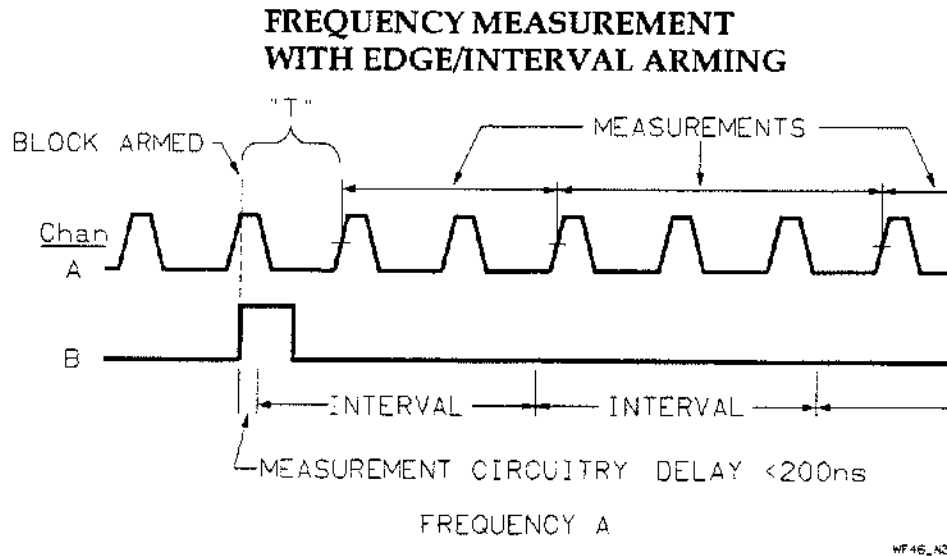 FREQUENCY MEASUREMENT
WITH EDGE/INTERVAL ARMING
"T"
BLOCK ARMED
MEASUREMENTS
Chan
A
B
INTERVAL
INTERVAL
MEASUREMENT CIRCUITRY DELAY <200ns
FREQUENCY A